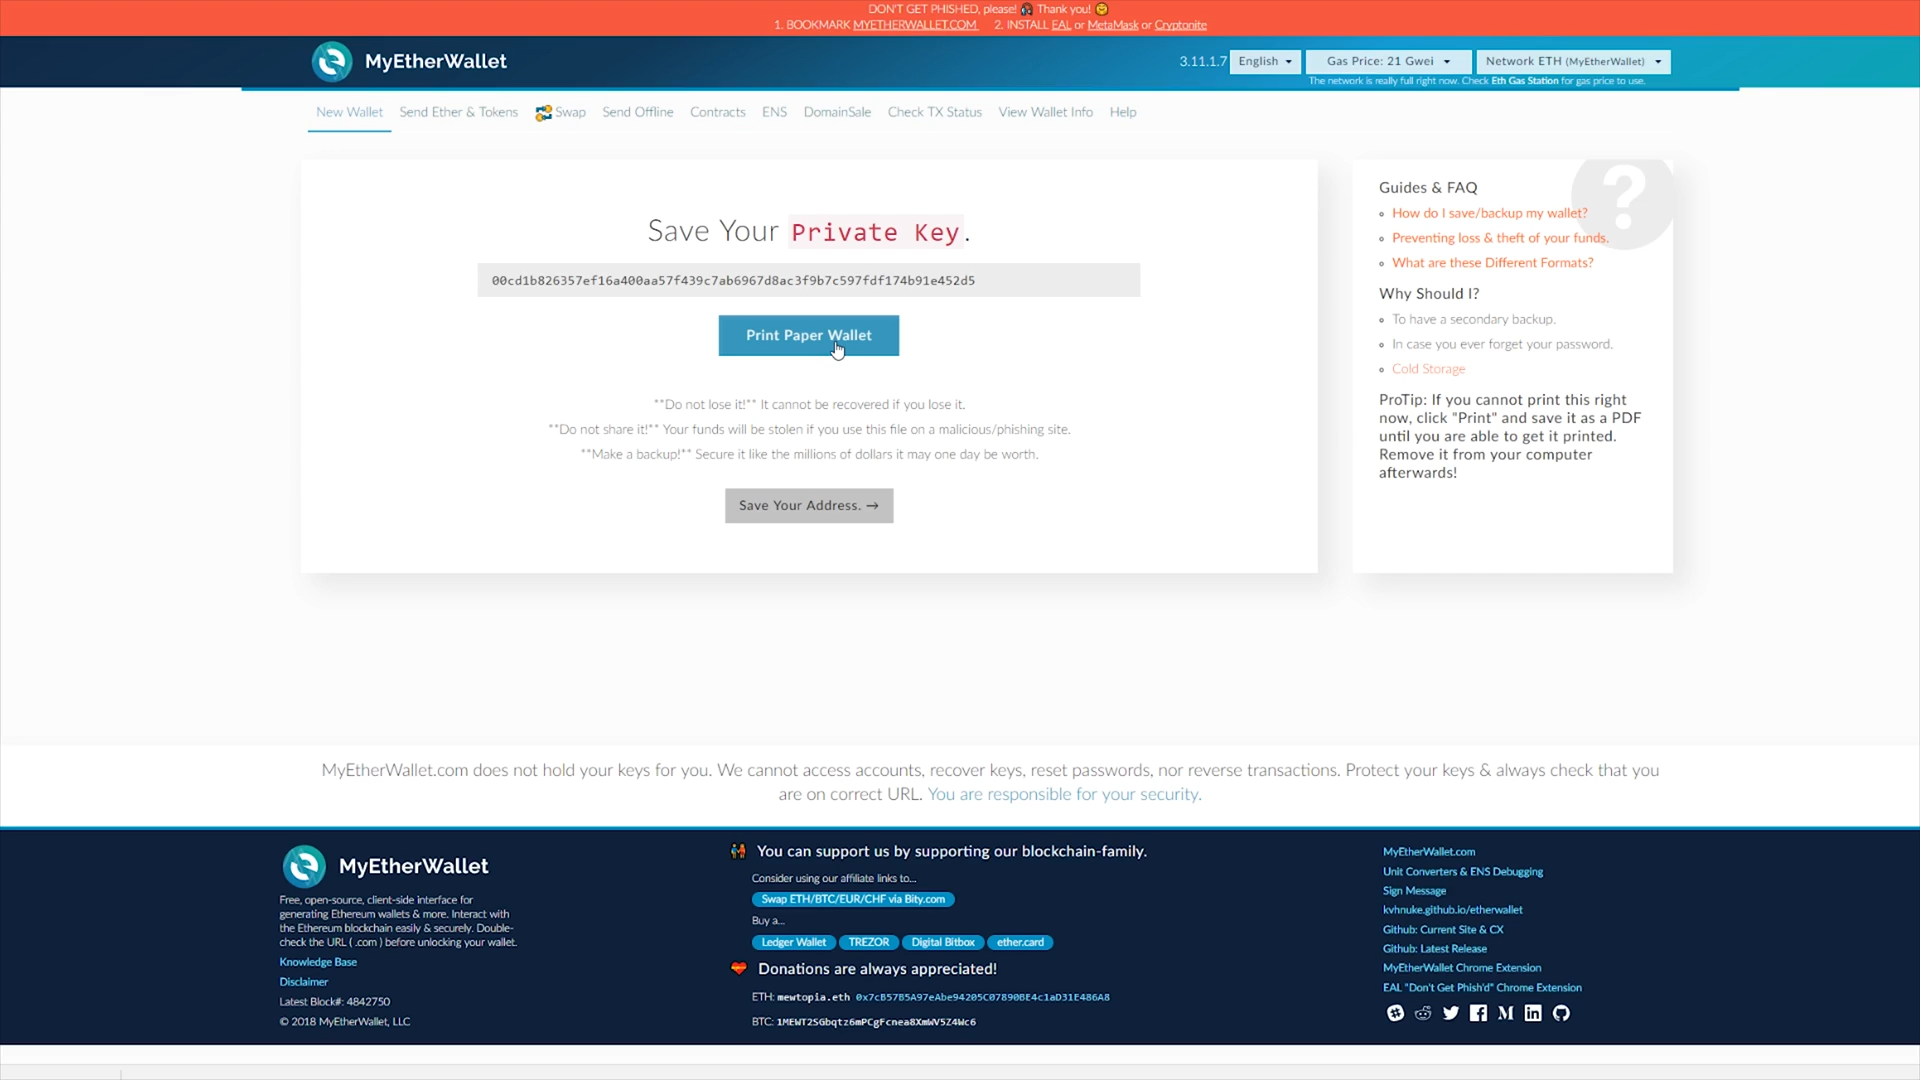 DON'T GET PHISHED, please! Thank you!
1. BOOKMARK MYETHERWALLET.COM 2. INSTALL EAL or MetaMask or Cryptonite
MyEtherWallet
3.11.1.7 English Gas Price: 21 Gwei Network ETH (MyEtherWallet)
The network is really full right now. Check Eth Gas Station for gas price to use.
New Wallet Send Ether & Tokens Swap Send Offline Contracts ENS DomainSale Check TX Status View Wallet Info Help
Save Your Private Key.
00cd1b826357ef16a400aa57f439c7ab6967d8ac3f9b7c597fdf174b91e452d5
Print Paper Wallet
**Do not lose it!** It cannot be recovered if you lose it.
**Do not share it!** Your funds will be stolen if you use this file on a malicious/phishing site.
**Make a backup!** Secure it like the millions of dollars it may one day be worth.
Save Your Address. →
?
Guides & FAQ
How do I save/backup my wallet?
Preventing loss & theft of your funds.
What are these Different Formats?
Why Should I?
To have a secondary backup.
In case you ever forget your password.
Cold Storage
ProTip: If you cannot print this right
now, click "Print" and save it as a PDF
until you are able to get it printed.
Remove it from your computer
afterwards!
MyEtherWallet.com does not hold your keys for you. We cannot access accounts, recover keys, reset passwords, nor reverse transactions. Protect your keys & always check that you
are on correct URL. You are responsible for your security.
MyEtherWallet
Free, open-source, client-side interface for
generating Ethereum wallets & more. Interact with
the Ethereum blockchain easily & securely. Double-
check the URL ( .com ) before unlocking your wallet.
Knowledge Base
Disclaimer
Latest Block#: 4842750
© 2018 MyEtherWallet, LLC
You can support us by supporting our blockchain-family.
Consider using our affiliate links to...
Swap ETH/BTC/EUR/CHF via Bity.com
Buy a...
Ledger Wallet TREZOR Digital Bitbox ether.card
Donations are always appreciated!
ETH: mewtopia.eth 0x7cB57B5A97eAbe94205C07890BE4c1aD31E486A8
BTC: 1MEWT2SGbqtz6mPCgFcnea8XmWV5Z4Wc6
MyEtherWallet.com
Unit Converters & ENS Debugging
Sign Message
kvhnuke.github.io/etherwallet
Github: Current Site & CX
Github: Latest Release
MyEtherWallet Chrome Extension
EAL "Don't Get Phish'd" Chrome Extension